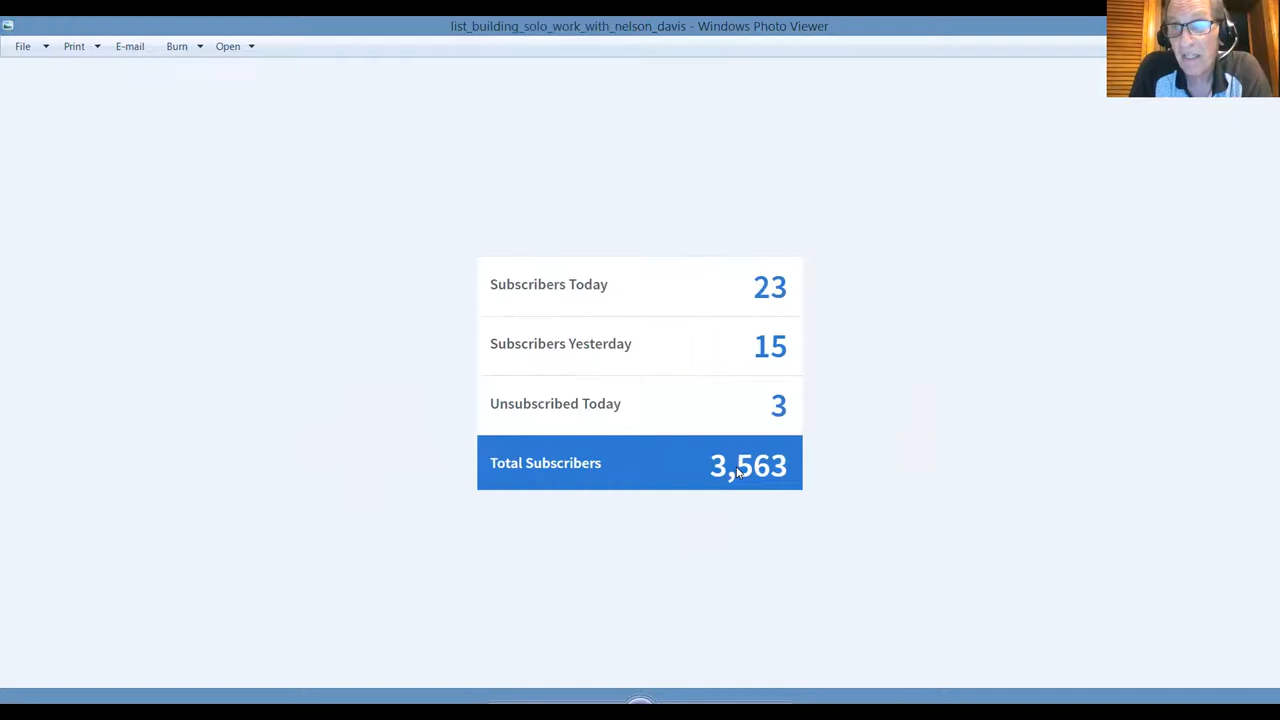 list_building_solo_work_with_nelson_davis - Windows Photo Viewer
File Print E-mail Burn Open
Subscribers Today 23
Subscribers Yesterday 15
Unsubscribed Today 3
Total Subscribers 3,563